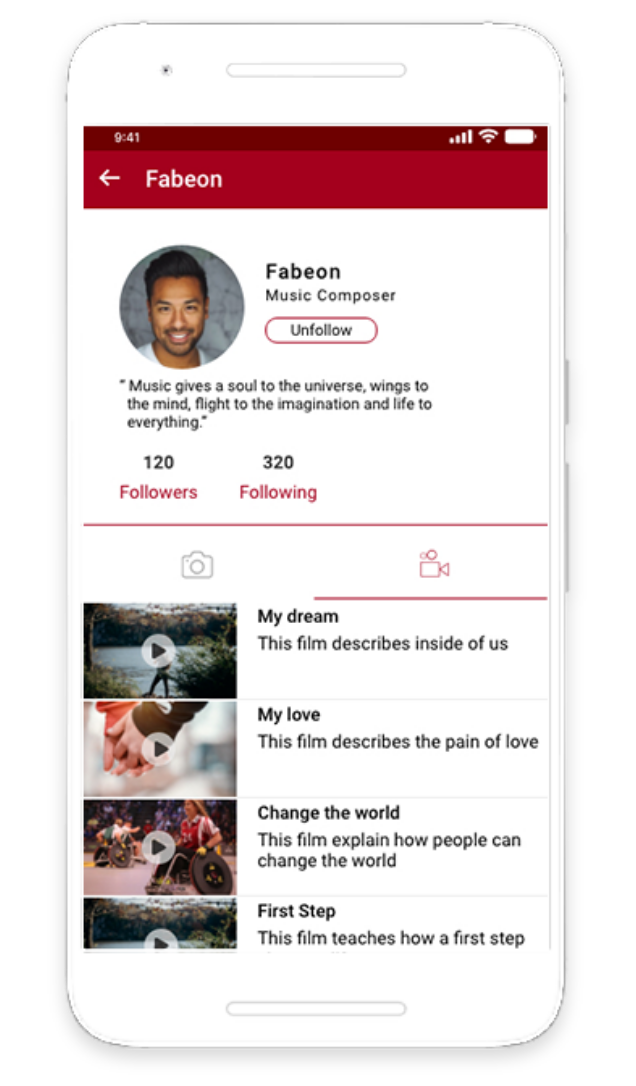 9:41
Fabeon
Fabeon
Music Composer
Unfollow
“ Music gives a soul to the universe, wings to
the mind, flight to the imagination and life to
everything.”
120 320
Followers Following
My dream
This film describes inside of us
My love
This film describes the pain of love
Change the world
This film explain how people can
change the world
First Step
This film teaches how a first step